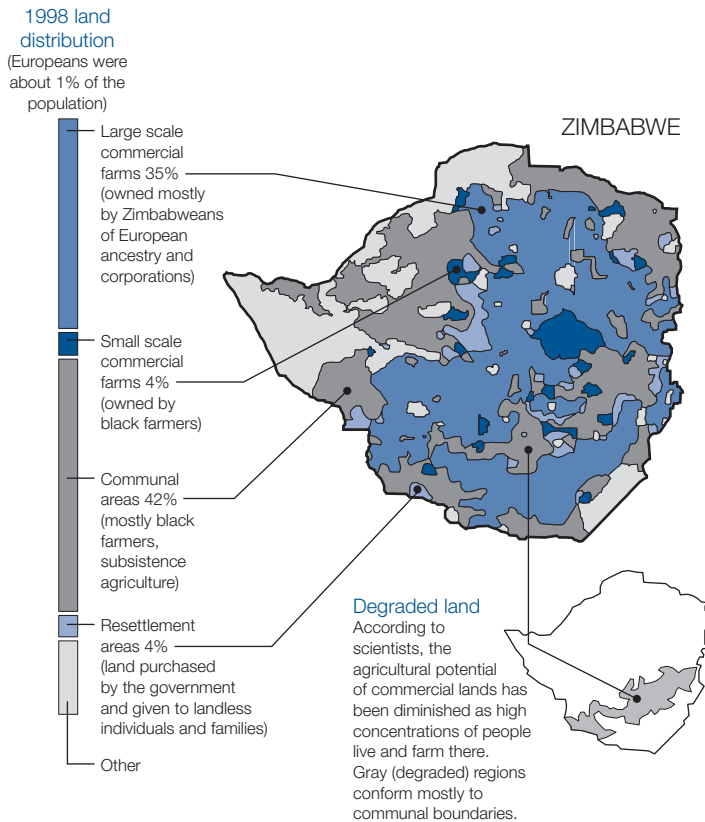 1998 land
distribution
(Europeans were
about 1% of the
population)
ZIMBABWE
Large scale
commercial
farms 35%
(owned mostly
by Zimbabweans
of European
ancestry and
corporations)
Small scale
commercial
farms 4%
(owned by
black farmers)
Communal
areas 42%
(mostly black
farmers,
subsistence
agriculture)
Resettlement
areas 4%
(land purchased
by the government
and given to landless
individuals and families)
Other
Degraded land
According to
scientists, the
agricultural potential
of commercial lands has
been diminished as high
concentrations of people
live and farm there.
Gray (degraded) regions
conform mostly to
communal boundaries.